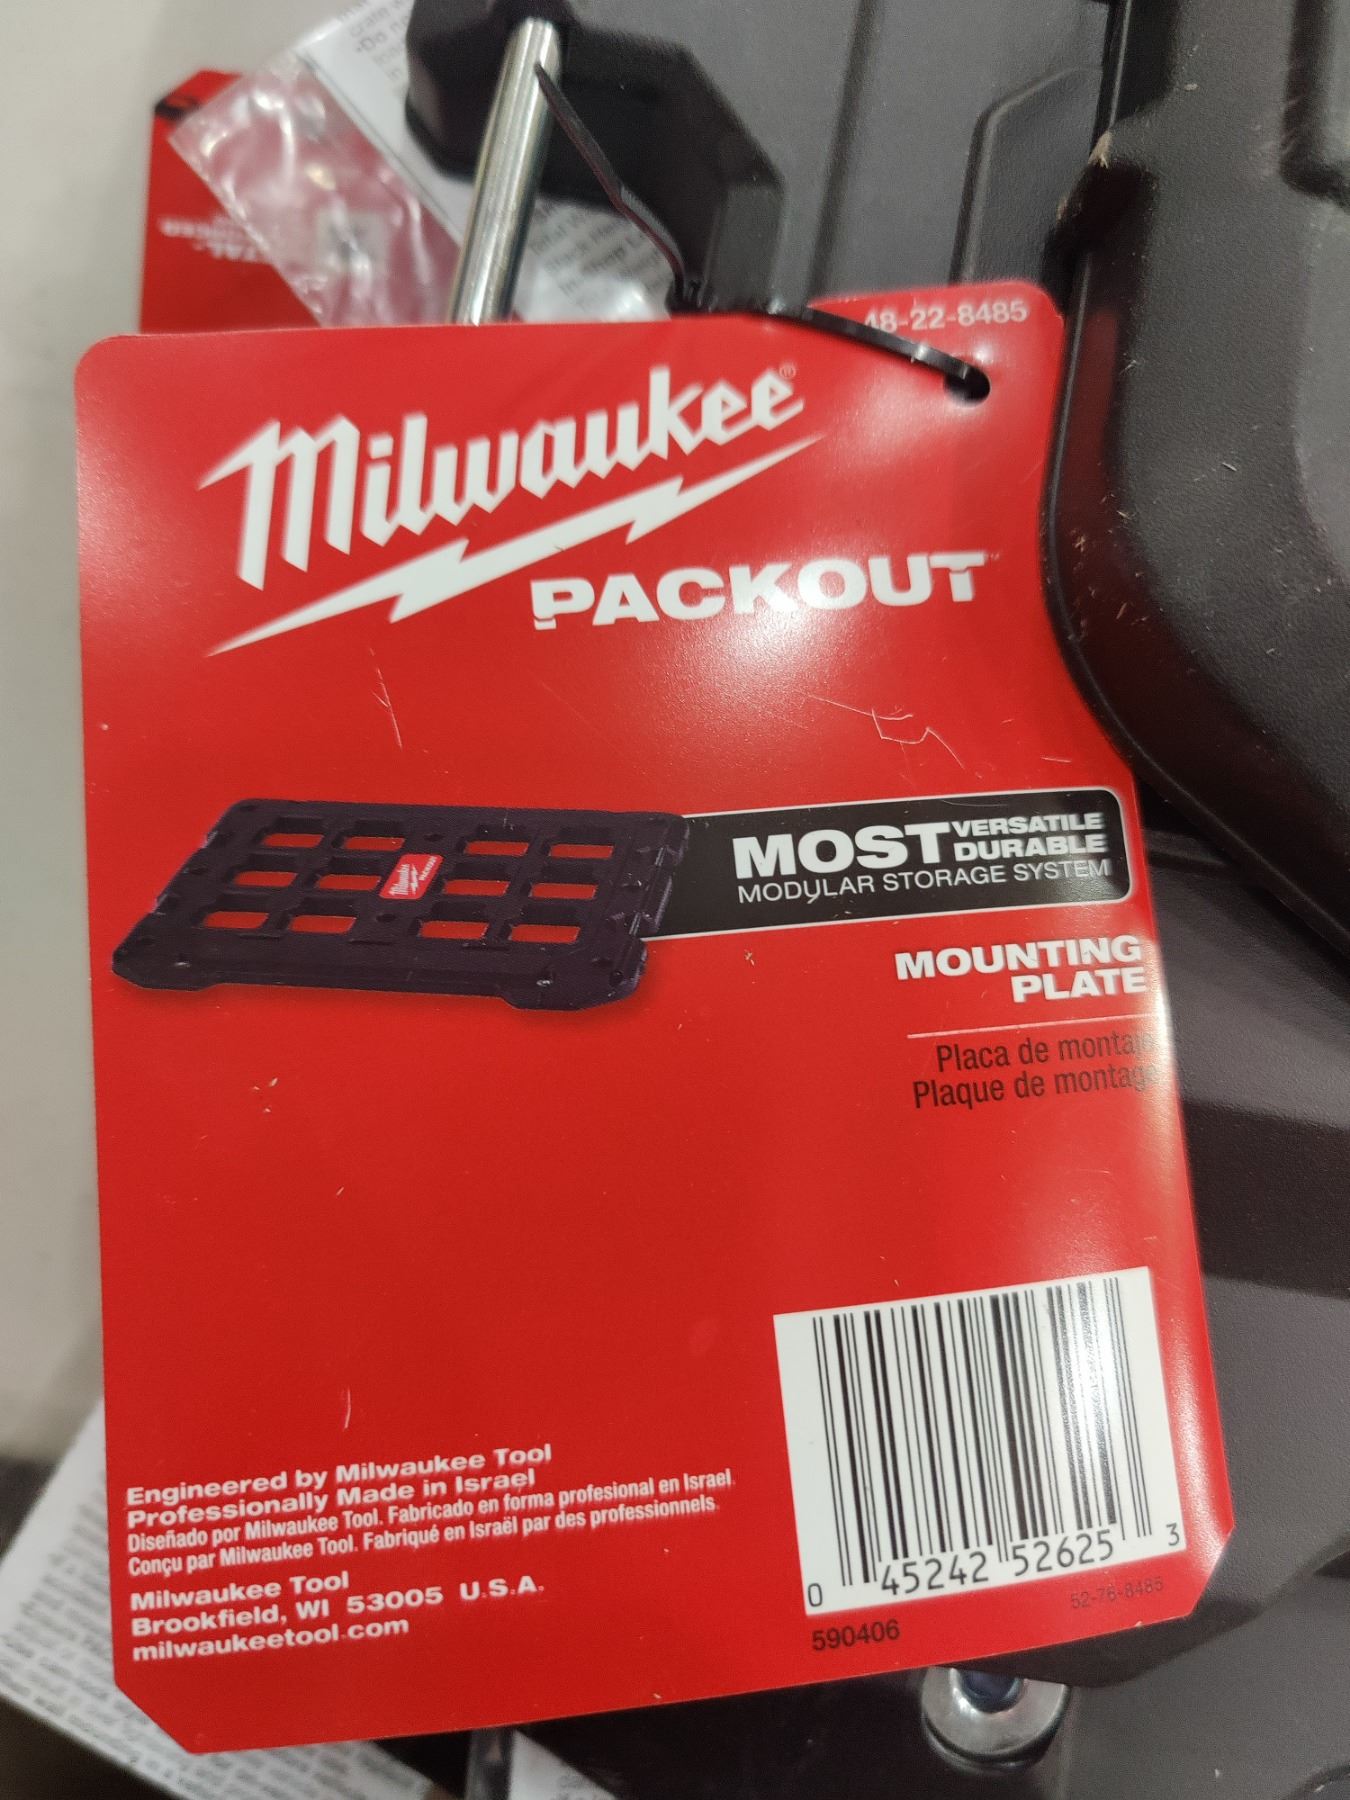 48-22-8485
Milwaukee®
PACKOUT™
MOST VERSATILE
DURABLE
MODULAR STORAGE SYSTEM
Milwaukee
PACKOUT
MOUNTING
PLATE
Placa de montaje
Plaque de montage
Engineered by Milwaukee Tool
Professionally Made in Israel
Diseñado por Milwaukee Tool. Fabricado en forma profesional en Israel.
Conçu par Milwaukee Tool. Fabriqué en Israël par des professionnels.
Milwaukee Tool
Brookfield, WI 53005 U.S.A.
milwaukeetool.com
0 45242 52625 3
590406
52-76-8485